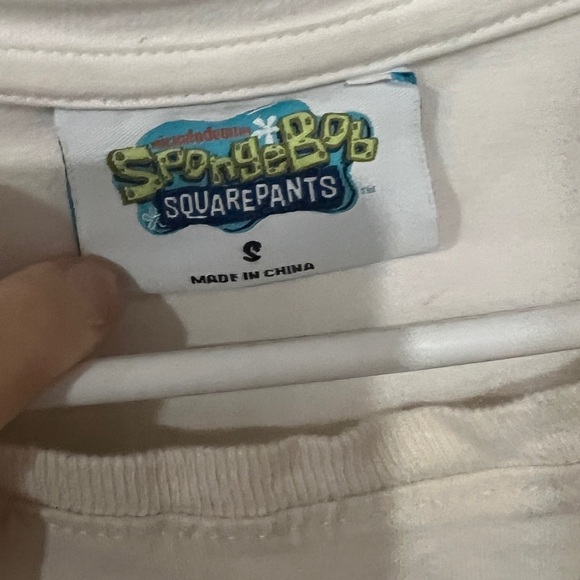 nickelodeon
SPONGEBOB
SQUAREPANTS
™
S
MADE IN CHINA